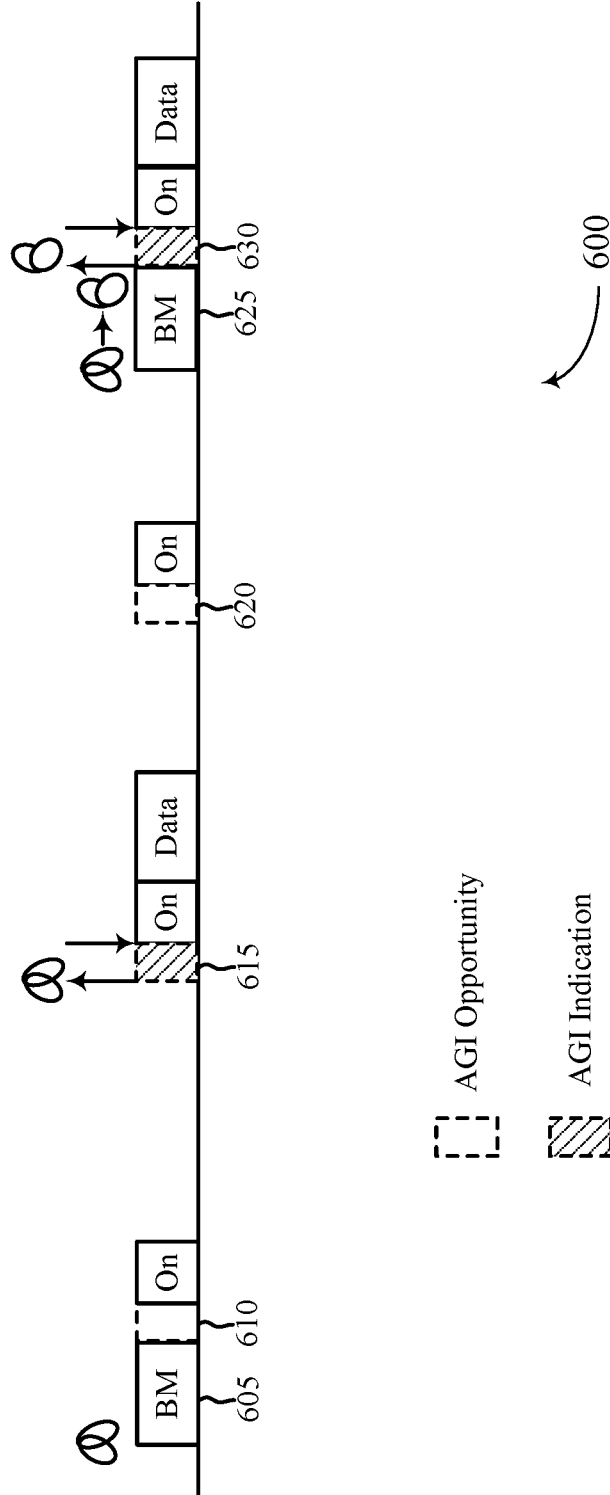 BM
On
On
Data
On
BM
On
Data
605
610
615
620
625
630
AGI Opportunity
AGI Indication
600